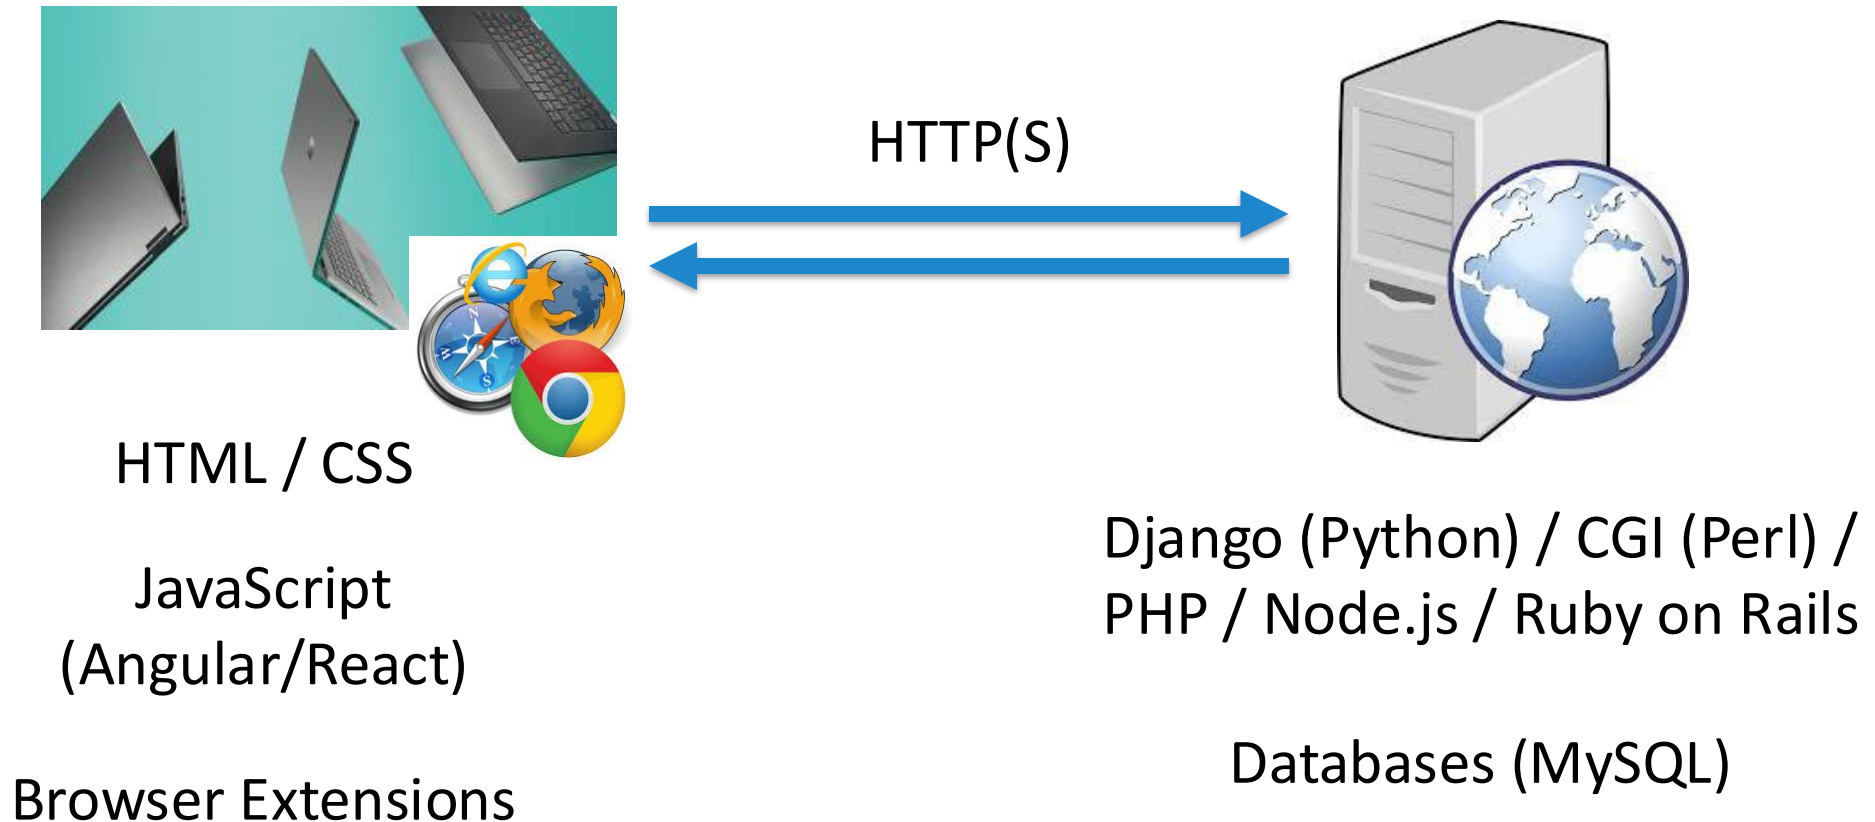 HTTP(S)
HTML / CSS
JavaScript
(Angular/React)
Browser Extensions
Django (Python) / CGI (Perl) /
PHP / Node.js / Ruby on Rails
Databases (MySQL)